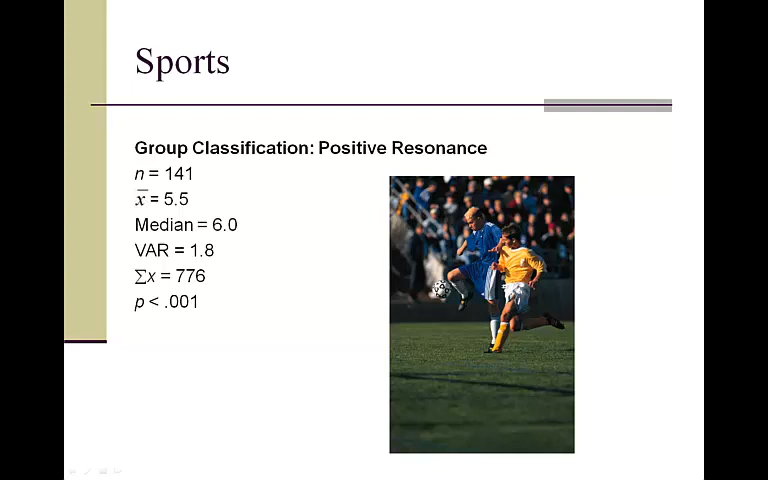 Sports
Group Classification: Positive Resonance
n = 141
x̅ = 5.5
Median = 6.0
VAR = 1.8
∑x = 776
p < .001